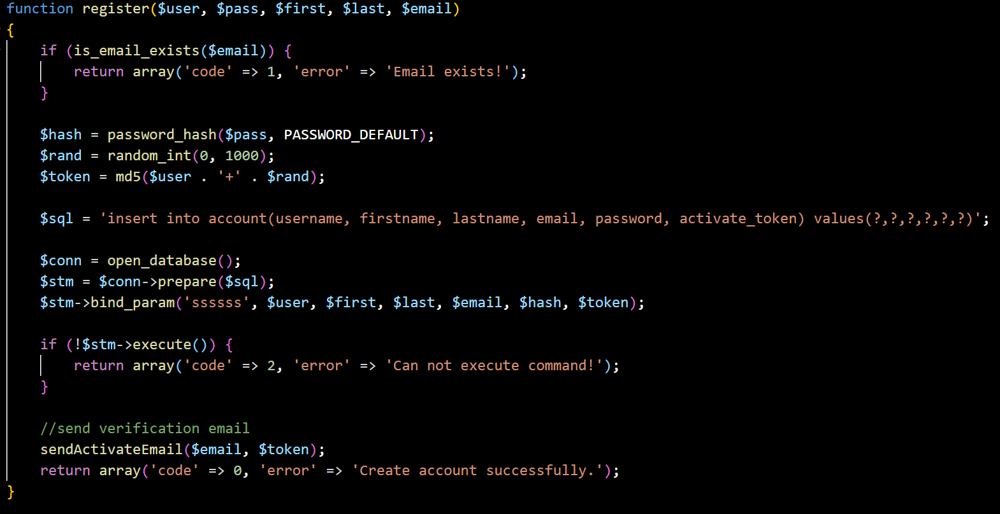 function register($user, $pass, $first, $last, $email)
{
    if (is_email_exists($email)) {
        return array('code' => 1, 'error' => 'Email exists!');
    }

    $hash = password_hash($pass, PASSWORD_DEFAULT);
    $rand = random_int(0, 1000);
    $token = md5($user . '+' . $rand);

    $sql = 'insert into account(username, firstname, lastname, email, password, activate_token) values(?,?,?,?,?,?)';

    $conn = open_database();
    $stm = $conn->prepare($sql);
    $stm->bind_param('ssssss', $user, $first, $last, $email, $hash, $token);

    if (!$stm->execute()) {
        return array('code' => 2, 'error' => 'Can not execute command!');
    }

    //send verification email
    sendActivateEmail($email, $token);
    return array('code' => 0, 'error' => 'Create account successfully.');
}